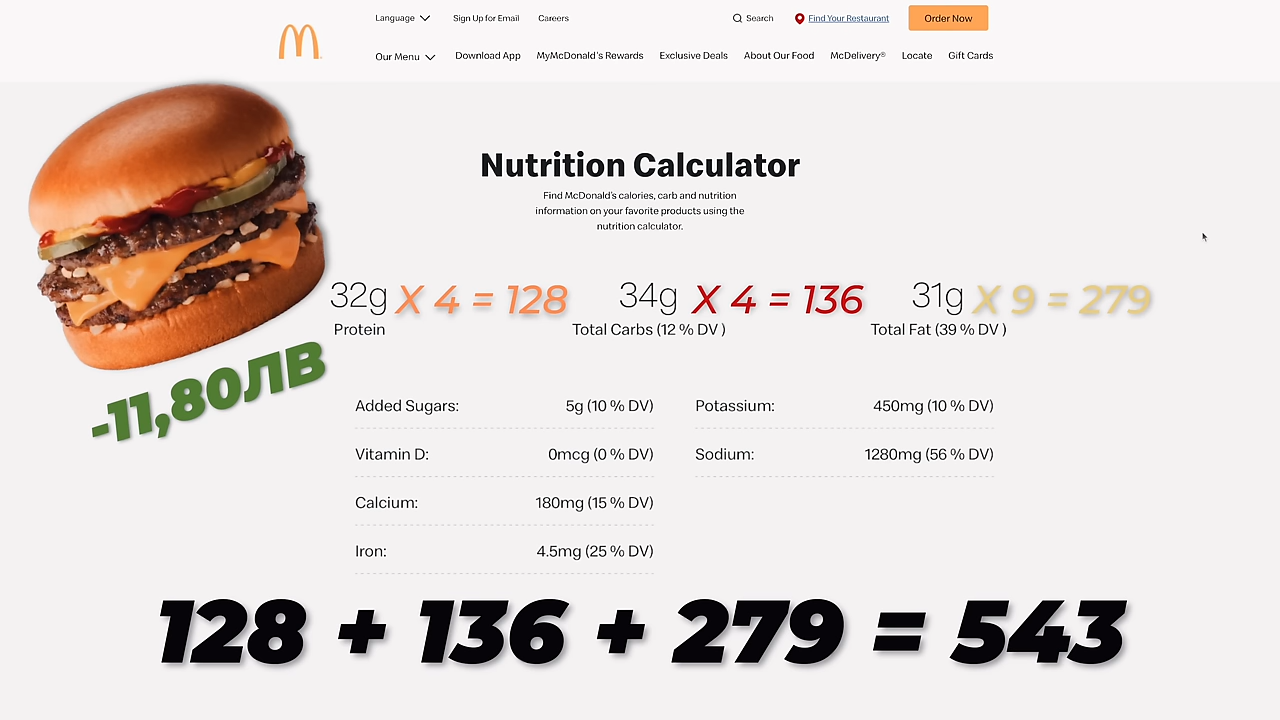 Language Sign Up for Email Careers Search Find Your Restaurant Order Now
Our Menu Download App MyMcDonald's Rewards Exclusive Deals About Our Food McDelivery® Locate Gift Cards
Nutrition Calculator
Find McDonald's calories, carb and nutrition
information on your favorite products using the
nutrition calculator.
32g X 4 = 128 34g X 4 = 136 31g X 9 = 279
Protein Total Carbs (12 % DV ) Total Fat (39 % DV )
-11,80ЛВ
Added Sugars: 5g (10 % DV) Potassium: 450mg (10 % DV)
Vitamin D: 0mcg (0 % DV) Sodium: 1280mg (56 % DV)
Calcium: 180mg (15 % DV)
Iron: 4.5mg (25 % DV)
128 + 136 + 279 = 543